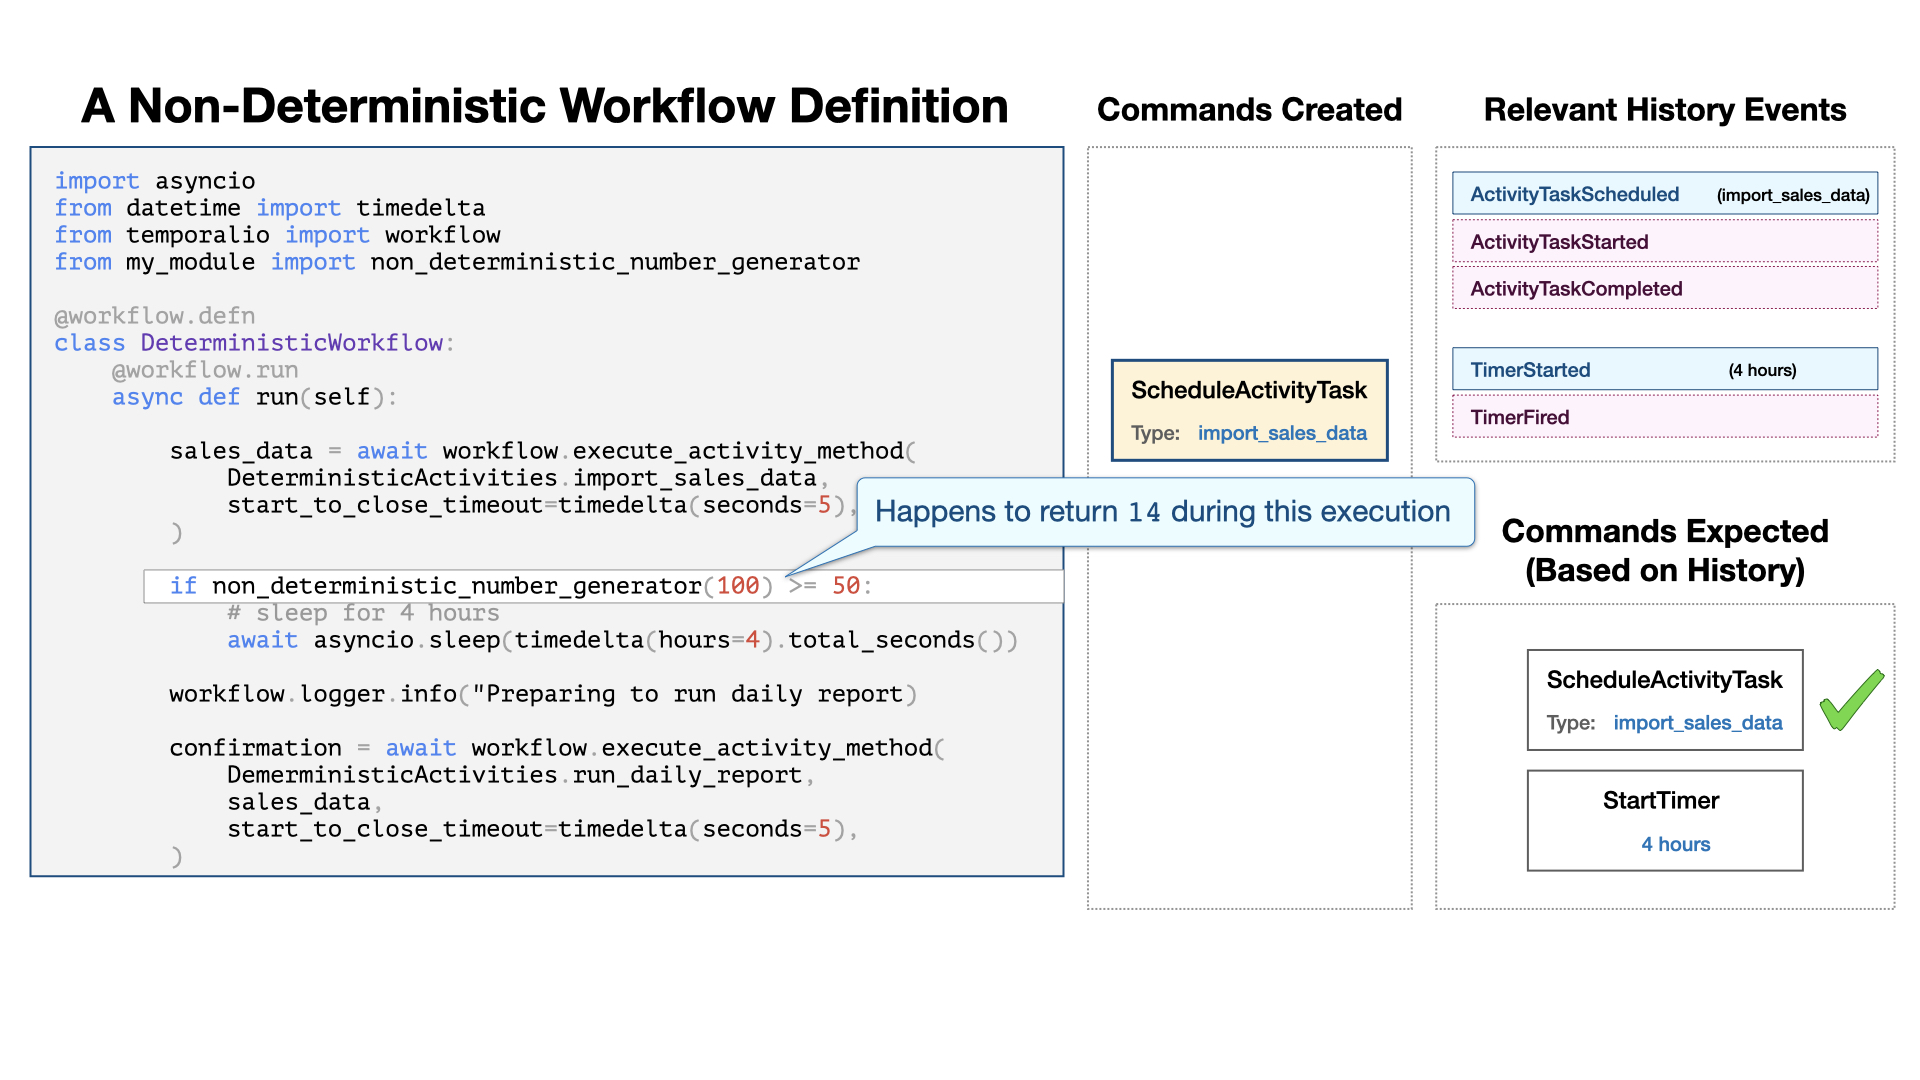 A Non-Deterministic Workflow Definition
import asyncio
from datetime import timedelta
from temporalio import workflow
from my_module import non_deterministic_number_generator
@workflow.defn
class DeterministicWorkflow:
    @workflow.run
    async def run(self):
        sales_data = await workflow.execute_activity_method(
            DeterministicActivities.import_sales_data,
            start_to_close_timeout=timedelta(seconds=5),
        )
        if non_deterministic_number_generator(100) >= 50:
            # sleep for 4 hours
            await asyncio.sleep(timedelta(hours=4).total_seconds())
        workflow.logger.info("Preparing to run daily report)
        confirmation = await workflow.execute_activity_method(
            DemerministicActivities.run_daily_report,
            sales_data,
            start_to_close_timeout=timedelta(seconds=5),
        )
Happens to return 14 during this execution
Commands Created
ScheduleActivityTask
Type: import_sales_data
Relevant History Events
ActivityTaskScheduled (import_sales_data)
ActivityTaskStarted
ActivityTaskCompleted
TimerStarted (4 hours)
TimerFired
Commands Expected
(Based on History)
ScheduleActivityTask
Type: import_sales_data
StartTimer
4 hours